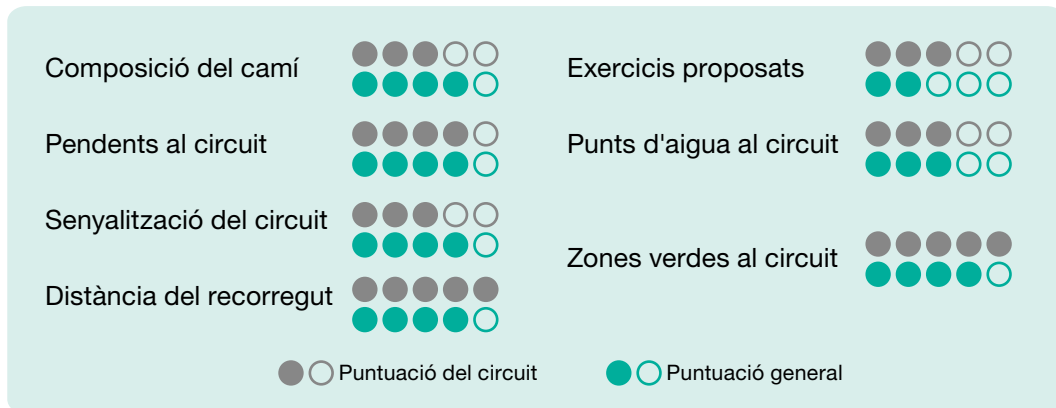 Composició del camí
Pendents al circuit
Senyalització del circuit
Distància del recorregut
Exercicis proposats
Punts d'aigua al circuit
Zones verdes al circuit
Puntuació del circuit
Puntuació general